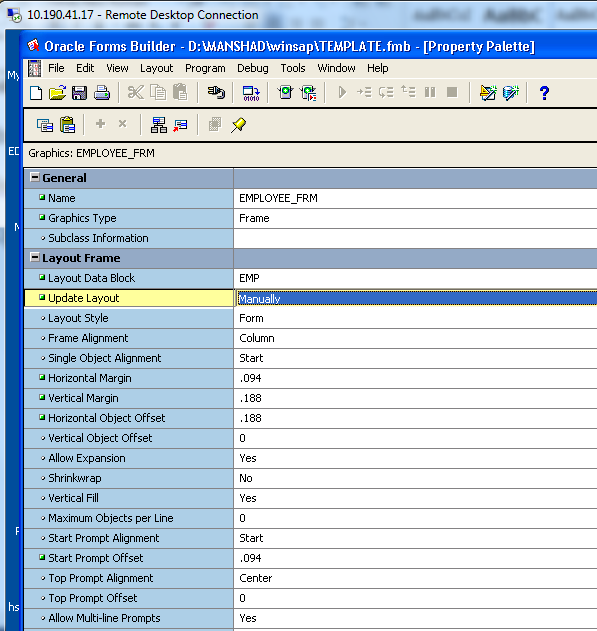 10.190.41.17 - Remote Desktop Connection
Oracle Forms Builder - D:\MANSHAD\winsap\TEMPLATE.fmb - [Property Palette]
My
File Edit View Layout Program Debug Tools Window Help
ED
Graphics: EMPLOYEE_FRM
General
Name EMPLOYEE_FRM
Graphics Type Frame
Subclass Information
Layout Frame
Layout Data Block EMP
Update Layout Manually
Layout Style Form
Frame Alignment Column
Single Object Alignment Start
Horizontal Margin .094
Vertical Margin .188
Horizontal Object Offset .188
Vertical Object Offset 0
Allow Expansion Yes
Shrinkwrap No
Vertical Fill Yes
Maximum Objects per Line 0
Start Prompt Alignment Start
Start Prompt Offset .094
Top Prompt Alignment Center
Top Prompt Offset 0
hs
Allow Multi-line Prompts Yes